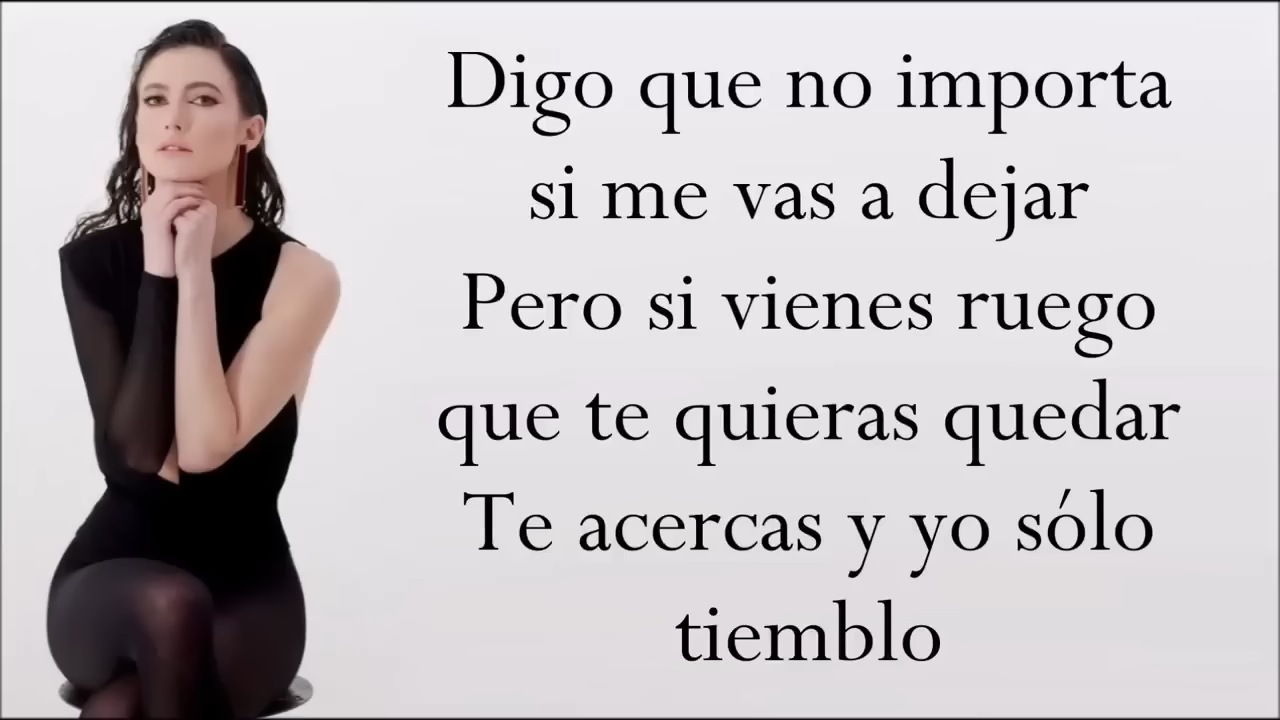 Digo que no importa
si me vas a dejar
Pero si vienes ruego
que te quieras quedar
Te acercas y yo sólo
tiemblo